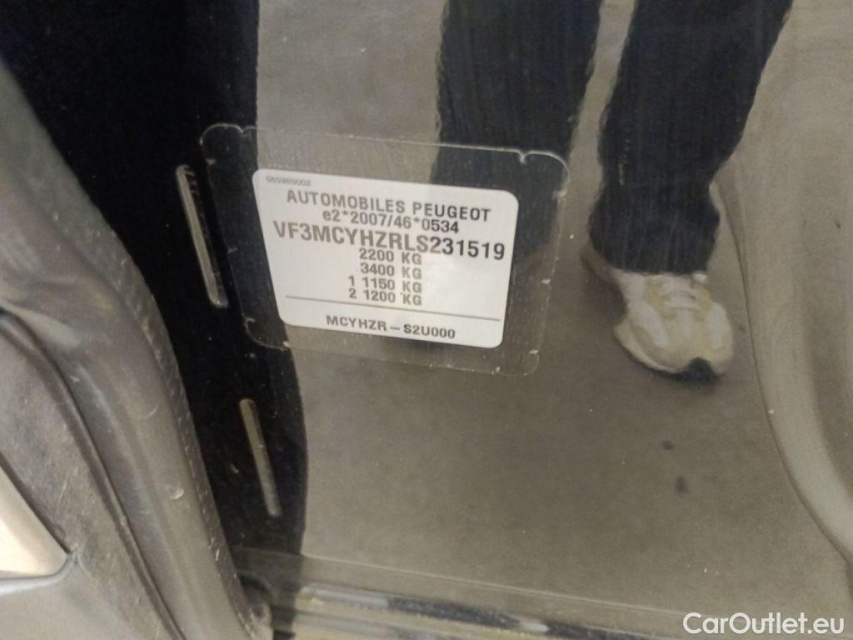 AUTOMOBILES PEUGEOT
e2*2007/46*0534
VF3MCYHZRLS231519
2200 KG
3400 KG
1 1150 KG
2 1200 KG
MCYHZR-S2U000
CarOutlet.eu